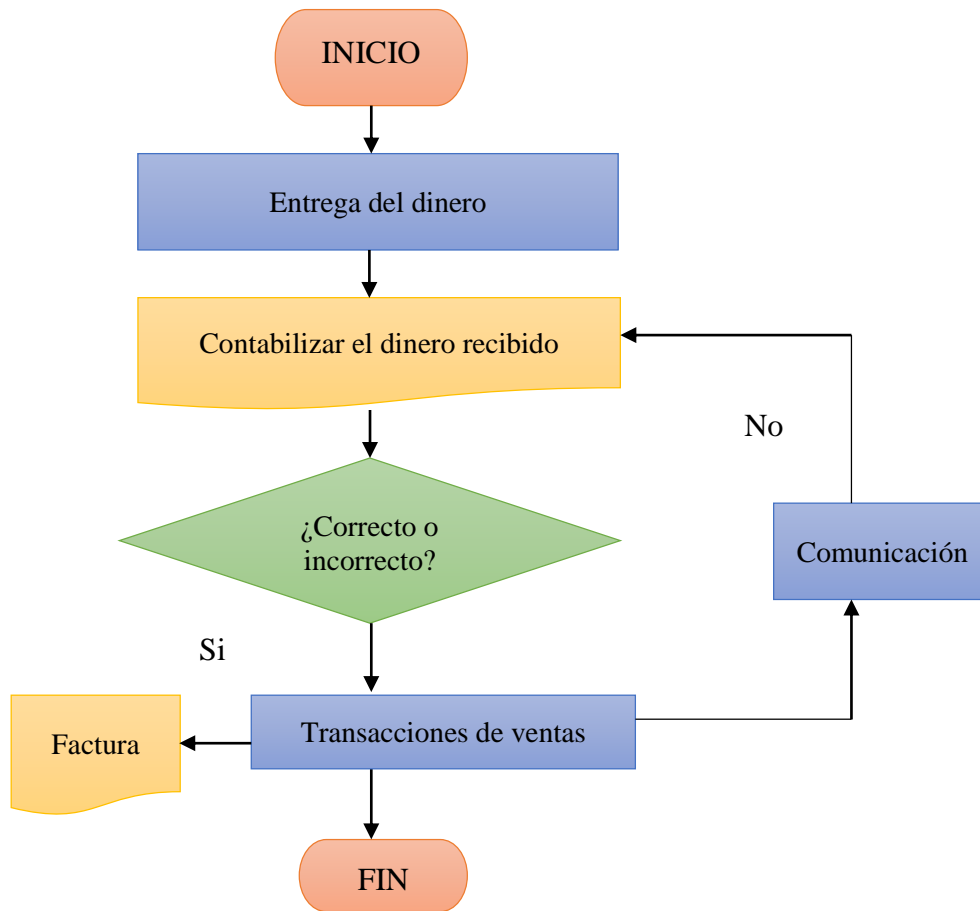 INICIO
Entrega del dinero
Contabilizar el dinero recibido
No
¿Correcto o
incorrecto?
Comunicación
Si
Factura
Transacciones de ventas
FIN